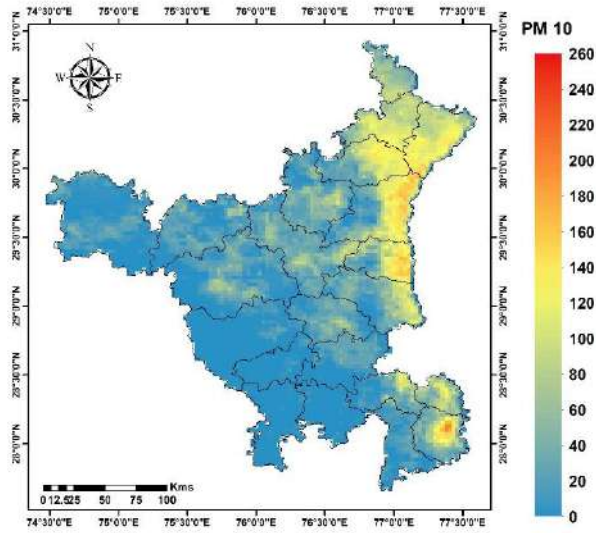 74°30'0"E 75°0'0"E 75°30'0"E 76°0'0"E 76°30'0"E 77°0'0"E 77°30'0"E
PM 10
N
W E
S
31°0'0"N 31°0'0"N
30°30'0"N 30°30'0"N
30°0'0"N 30°0'0"N
29°30'0"N 29°30'0"N
29°0'0"N 29°0'0"N
28°30'0"N 28°30'0"N
28°0'0"N 28°0'0"N
260
240
220
200
180
160
140
120
100
80
60
40
20
0
Kms
0 12.525 50 75 100
74°30'0"E 75°0'0"E 75°30'0"E 76°0'0"E 76°30'0"E 77°0'0"E 77°30'0"E